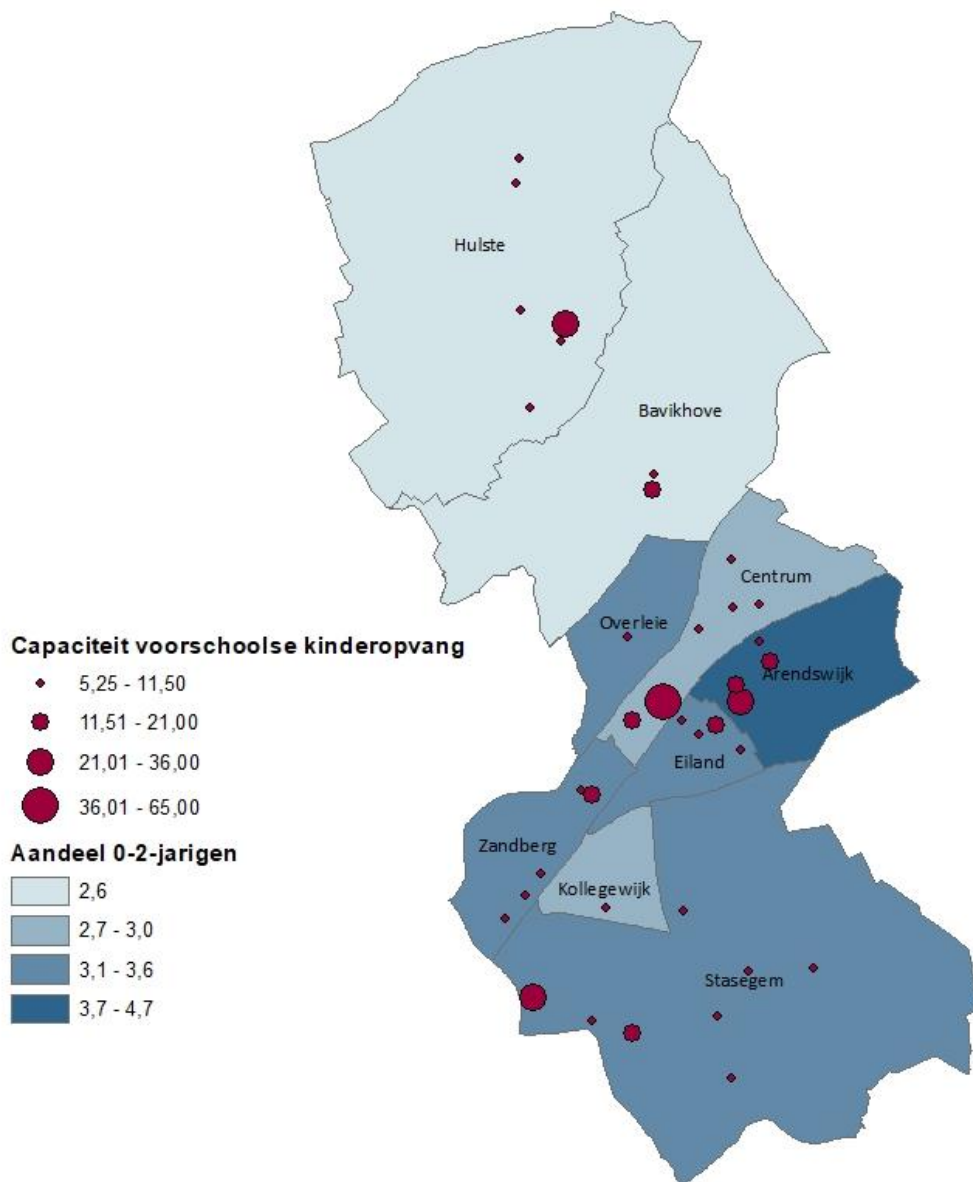 Hulste
Bavikhove
Centrum
Overleie
Arendswijk
Eiland
Zandberg
Kollegewijk
Stasegem
Capaciteit voorschoolse kinderopvang
5,25 - 11,50
11,51 - 21,00
21,01 - 36,00
36,01 - 65,00
Aandeel 0-2-jarigen
2,6
2,7 - 3,0
3,1 - 3,6
3,7 - 4,7